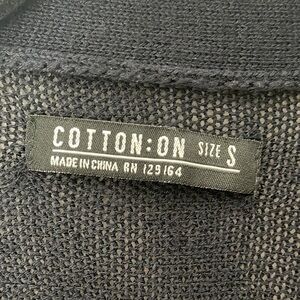 COTTON:ON SIZE S
MADE IN CHINA RN 129164